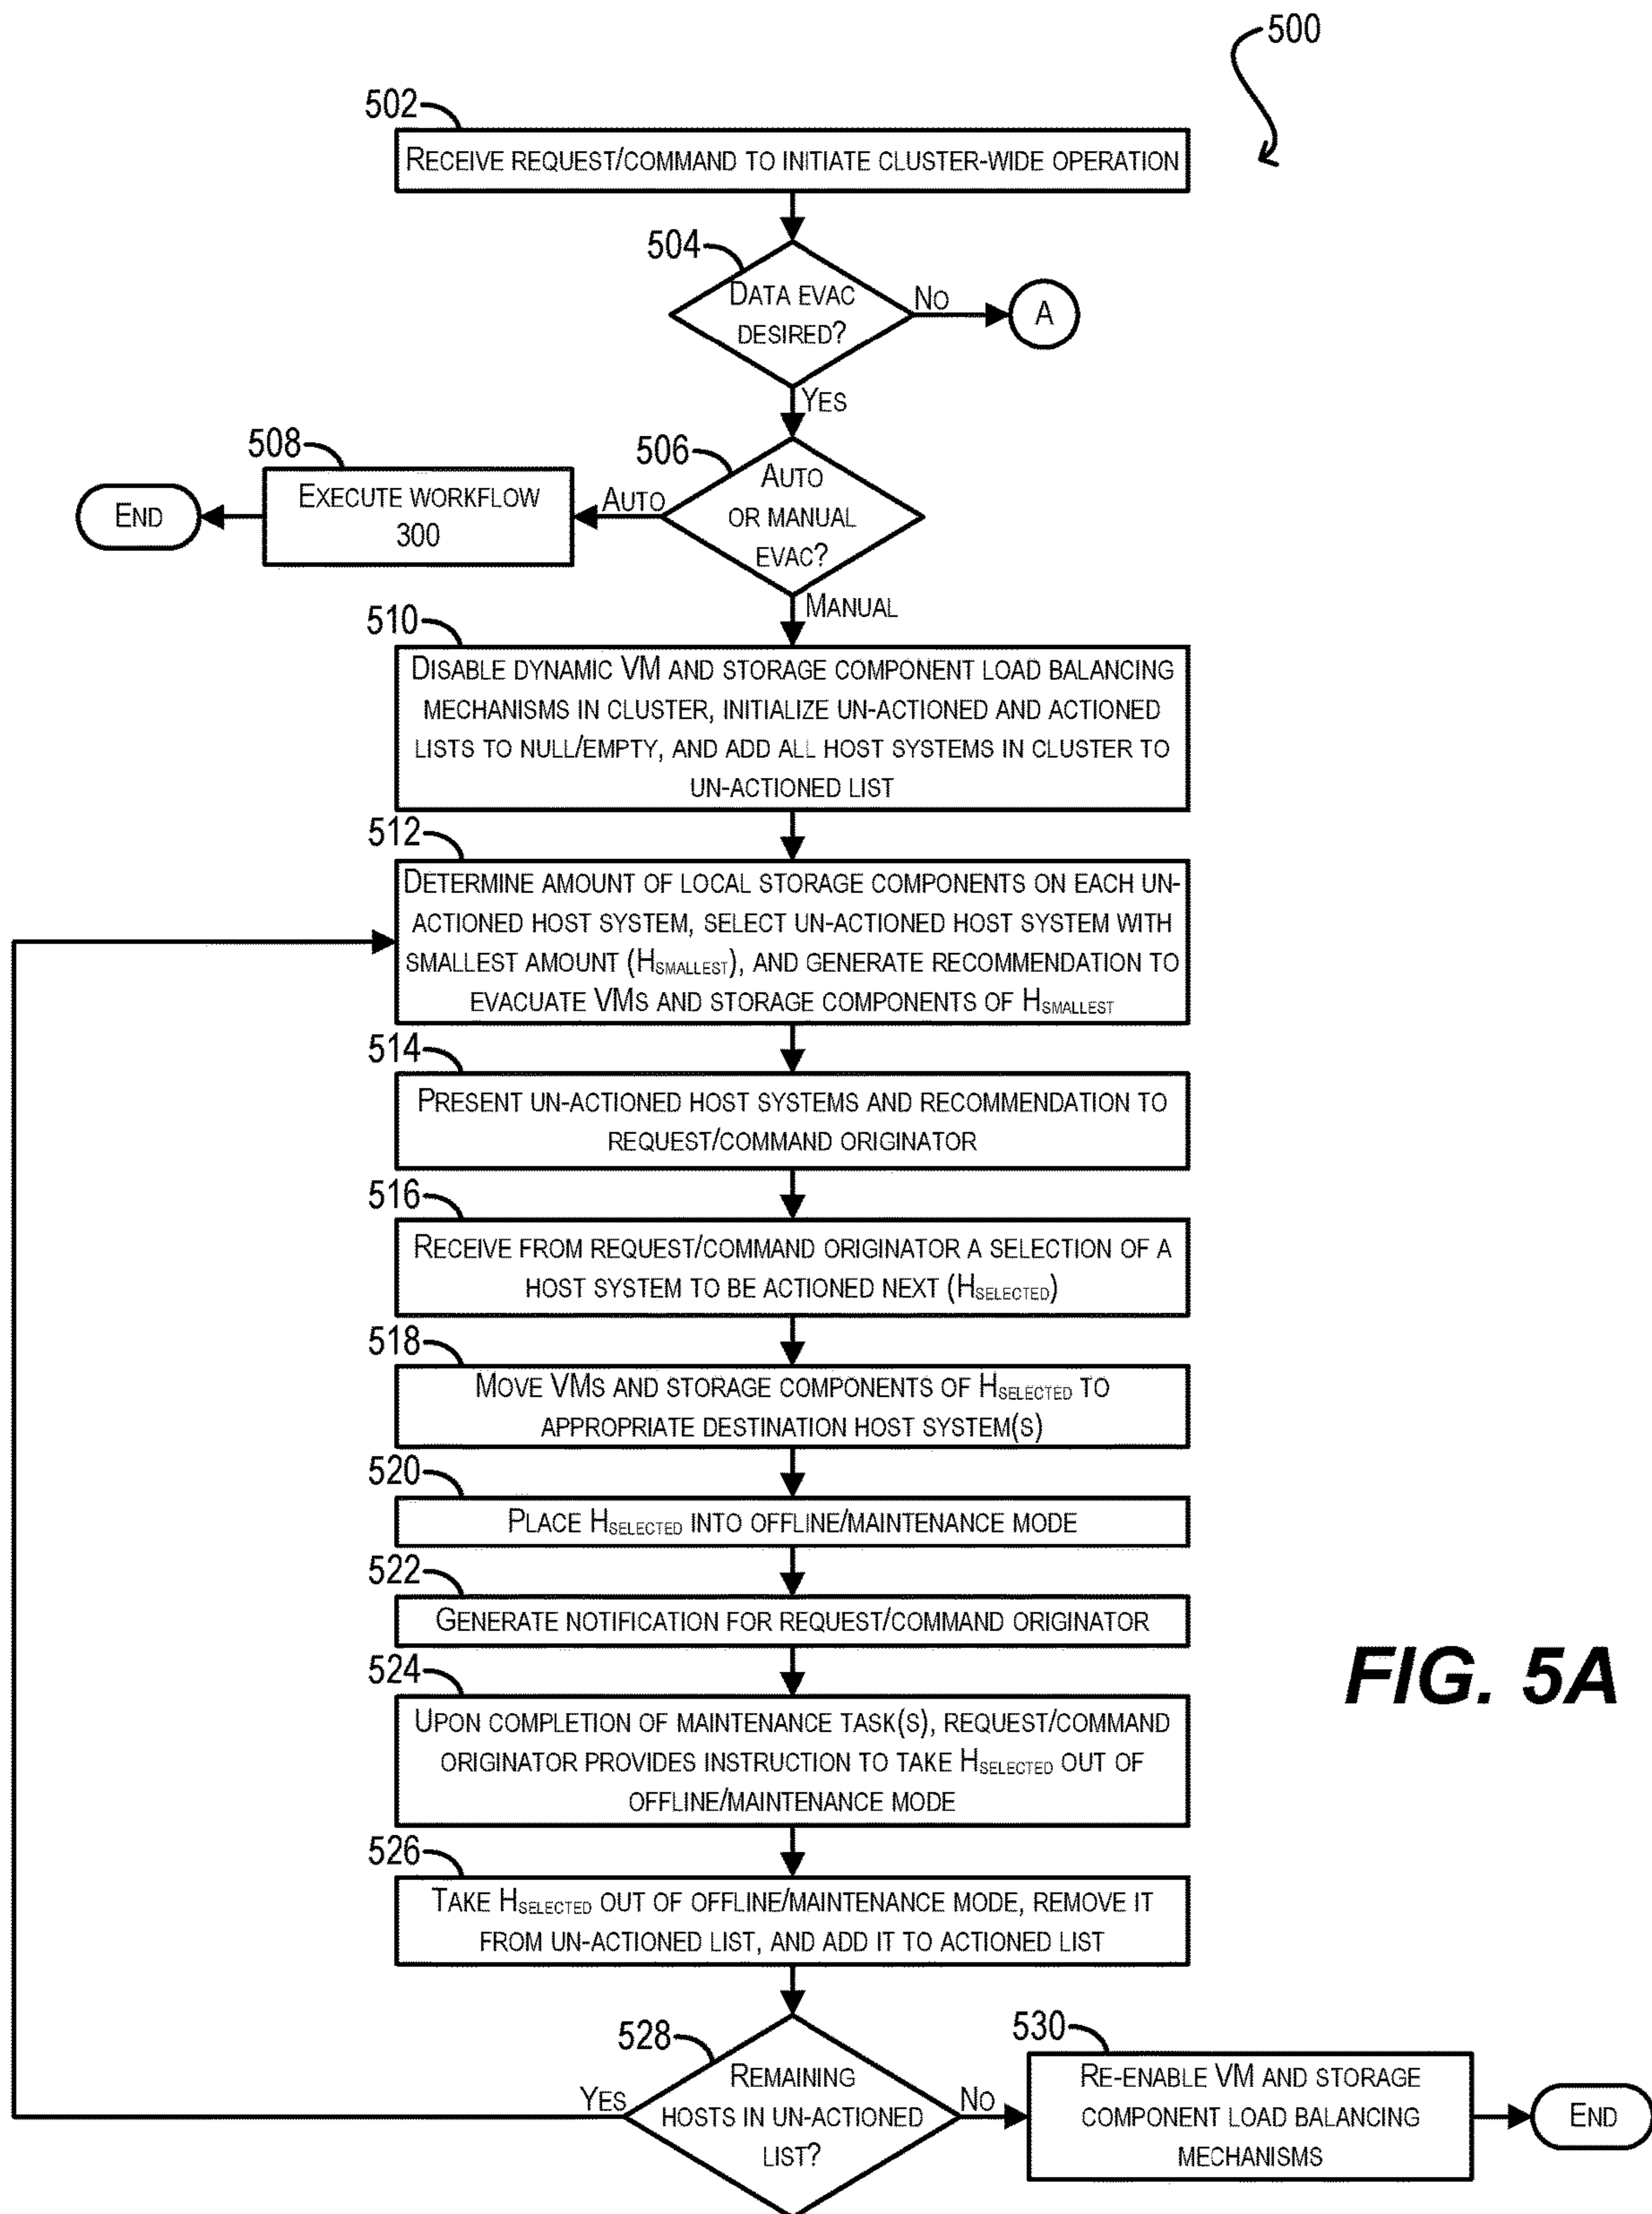 500
502
RECEIVE REQUEST/COMMAND TO INITIATE CLUSTER-WIDE OPERATION
504
DATA EVAC
DESIRED?
NO
A
YES
506
AUTO
OR MANUAL
EVAC?
AUTO
508
EXECUTE WORKFLOW
300
END
MANUAL
510
DISABLE DYNAMIC VM AND STORAGE COMPONENT LOAD BALANCING
MECHANISMS IN CLUSTER, INITIALIZE UN-ACTIONED AND ACTIONED
LISTS TO NULL/EMPTY, AND ADD ALL HOST SYSTEMS IN CLUSTER TO
UN-ACTIONED LIST
512
DETERMINE AMOUNT OF LOCAL STORAGE COMPONENTS ON EACH UN-
ACTIONED HOST SYSTEM, SELECT UN-ACTIONED HOST SYSTEM WITH
SMALLEST AMOUNT (HSMALLEST), AND GENERATE RECOMMENDATION TO
EVACUATE VMS AND STORAGE COMPONENTS OF HSMALLEST
514
PRESENT UN-ACTIONED HOST SYSTEMS AND RECOMMENDATION TO
REQUEST/COMMAND ORIGINATOR
516
RECEIVE FROM REQUEST/COMMAND ORIGINATOR A SELECTION OF A
HOST SYSTEM TO BE ACTIONED NEXT (HSELECTED)
518
MOVE VMS AND STORAGE COMPONENTS OF HSELECTED TO
APPROPRIATE DESTINATION HOST SYSTEM(S)
520
PLACE HSELECTED INTO OFFLINE/MAINTENANCE MODE
522
GENERATE NOTIFICATION FOR REQUEST/COMMAND ORIGINATOR
524
UPON COMPLETION OF MAINTENANCE TASK(S), REQUEST/COMMAND
ORIGINATOR PROVIDES INSTRUCTION TO TAKE HSELECTED OUT OF
OFFLINE/MAINTENANCE MODE
FIG. 5A
526
TAKE HSELECTED OUT OF OFFLINE/MAINTENANCE MODE, REMOVE IT
FROM UN-ACTIONED LIST, AND ADD IT TO ACTIONED LIST
528
REMAINING
HOSTS IN UN-ACTIONED
LIST?
YES
NO
530
RE-ENABLE VM AND STORAGE
COMPONENT LOAD BALANCING
MECHANISMS
END